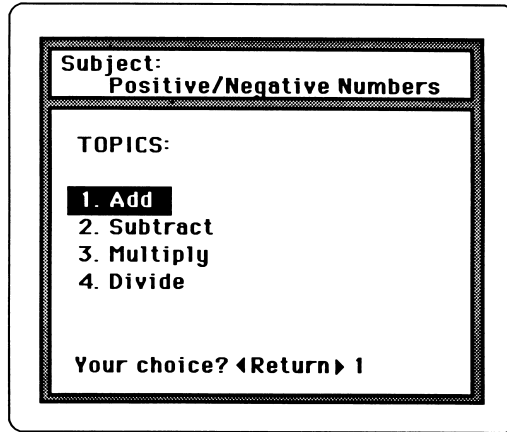 Subject:
Positive/Negative Numbers
TOPICS:
1. Add
2. Subtract
3. Multiply
4. Divide
Your choice? ◄Return► 1